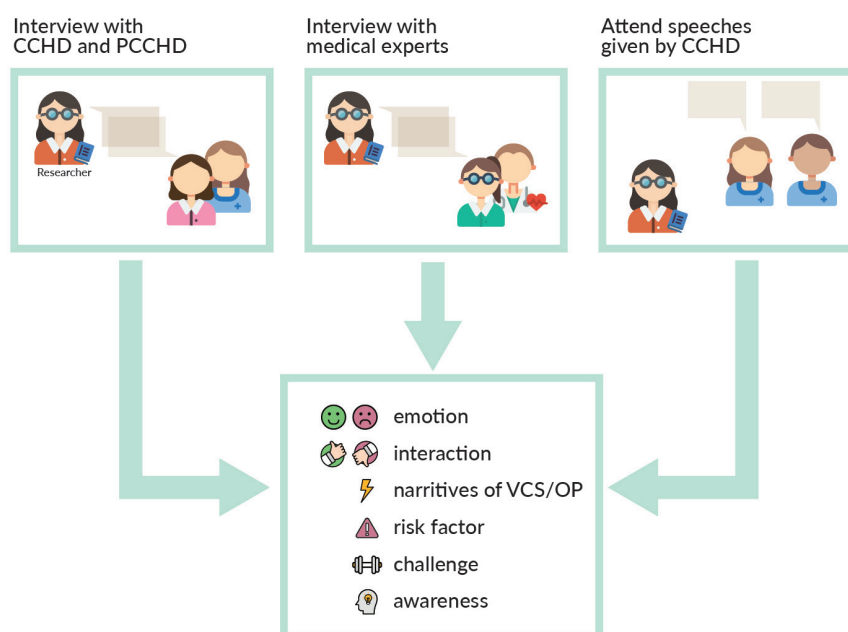 Interview with
CCHD and PCCHD
Interview with
medical experts
Attend speeches
given by CCHD
Researcher
emotion
interaction
narritives of VCS/OP
risk factor
challenge
awareness